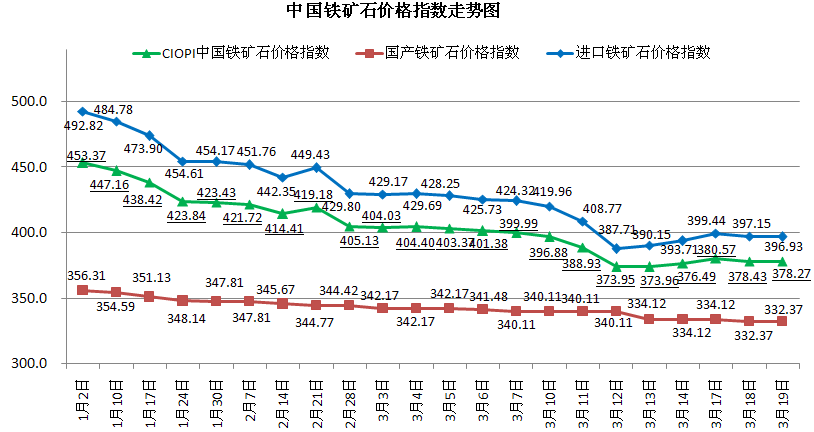 中国铁矿石价格指数走势图
CIOPI中国铁矿石价格指数 国产铁矿石价格指数 进口铁矿石价格指数
500.0
450.0
400.0
350.0
300.0
492.82 484.78 473.90 454.61 454.17 451.76 442.35 449.43 429.80 429.17 429.69 428.25 425.73 424.32 419.96 408.77 387.71 390.15 393.71 399.44 397.15 396.93
453.37 447.16 438.42 423.84 423.43 421.72 414.41 419.18 405.13 404.03 404.40 403.37 401.38 399.99 396.88 388.93 373.95 373.96 376.49 380.57 378.43 378.27
356.31 354.59 351.13 348.14 347.81 347.81 345.67 344.77 344.42 342.17 342.17 342.17 341.48 340.11 340.11 340.11 340.11 334.12 334.12 334.12 332.37 332.37
1月2日 1月10日 1月17日 1月24日 1月30日 2月7日 2月14日 2月21日 2月28日 3月3日 3月4日 3月5日 3月6日 3月7日 3月10日 3月11日 3月12日 3月13日 3月14日 3月17日 3月18日 3月19日